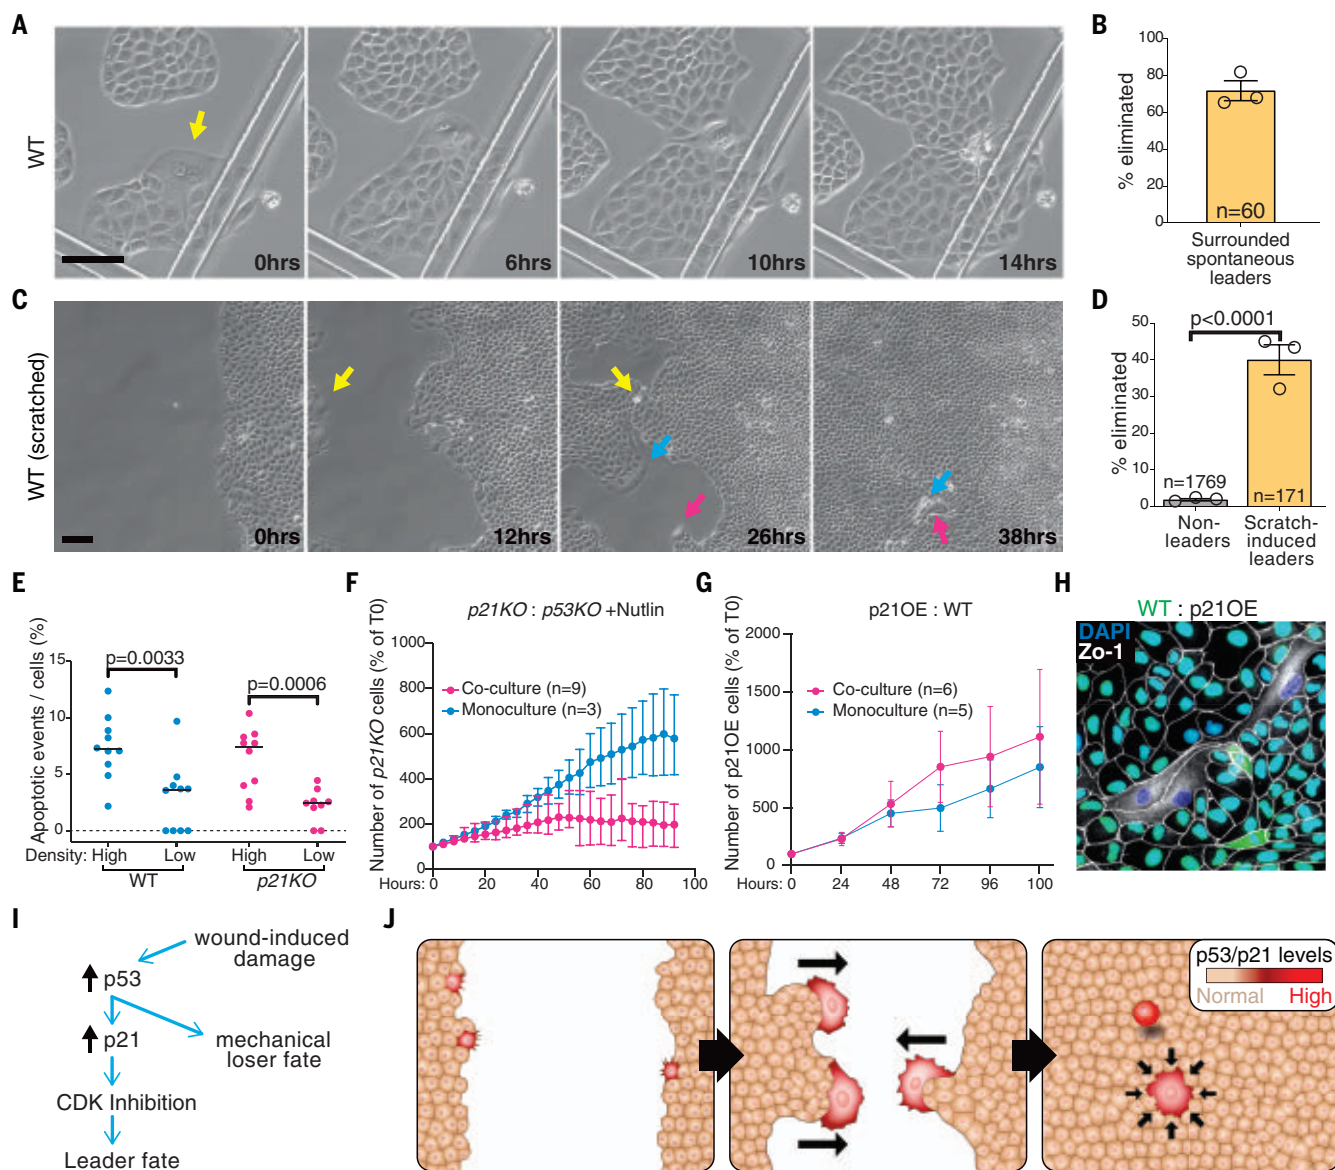 A
WT
0hrs
6hrs
10hrs
14hrs
B
% eliminated
100
80
60
40
20
0
n=60
Surrounded
spontaneous
leaders
C
WT (scratched)
0hrs
12hrs
26hrs
38hrs
D
% eliminated
50
40
30
20
10
0
p<0.0001
n=1769
n=171
Non-
leaders
Scratch-
induced
leaders
E
Apoptotic events / cells (%)
15
10
5
0
p=0.0033
p=0.0006
Density: High Low High Low
WT p21KO
F
p21KO : p53KO +Nutlin
Number of p21KO cells (% of T0)
1000
800
600
400
200
0
Co-culture (n=9)
Monoculture (n=3)
Hours: 0 20 40 60 80 100
G
p21OE : WT
Number of p21OE cells (% of T0)
2000
1500
1000
500
0
Co-culture (n=6)
Monoculture (n=5)
Hours: 0 24 48 72 96 100
H
WT : p21OE
DAPI
Zo-1
I
wound-induced
damage
p53
p21
mechanical
loser fate
CDK Inhibition
Leader fate
J
p53/p21 levels
Normal High